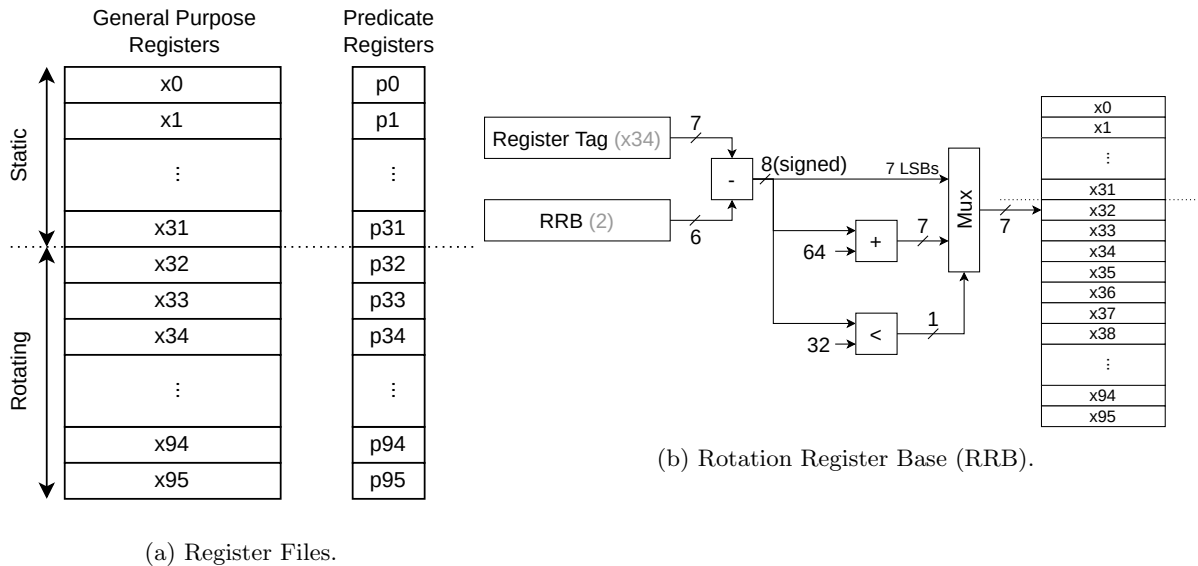 General Purpose
Registers
Predicate
Registers
Static
Rotating
x0
x1
⋮
x31
x32
x33
x34
⋮
x94
x95
p0
p1
⋮
p31
p32
p33
p34
⋮
p94
p95
(a) Register Files.
Register Tag (x34)
7
RRB (2)
6
-
8(signed)
7 LSBs
64
+
7
32
<
1
Mux
7
x0
x1
⋮
x31
x32
x33
x34
x35
x36
x37
x38
⋮
x94
x95
(b) Rotation Register Base (RRB).